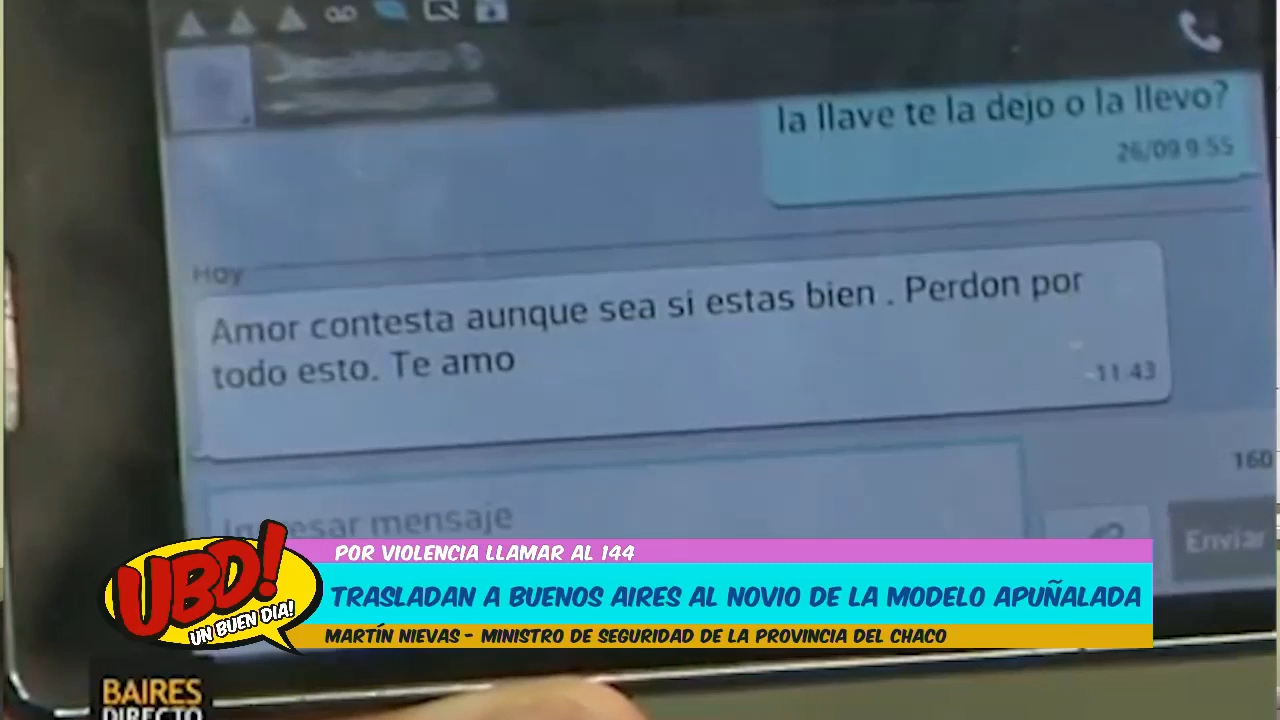 la llave te la dejo o la llevo?
26/09 9:55
Hoy
Amor contesta aunque sea si estas bien . Perdon por
todo esto. Te amo
11:43
160
Ingresar mensaje
Enviar
UBD!
UN BUEN DIA!
POR VIOLENCIA LLAMAR AL 144
TRASLADAN A BUENOS AIRES AL NOVIO DE LA MODELO APUÑALADA
MARTÍN NIEVAS - MINISTRO DE SEGURIDAD DE LA PROVINCIA DEL CHACO
BAIRES
DIRECTO